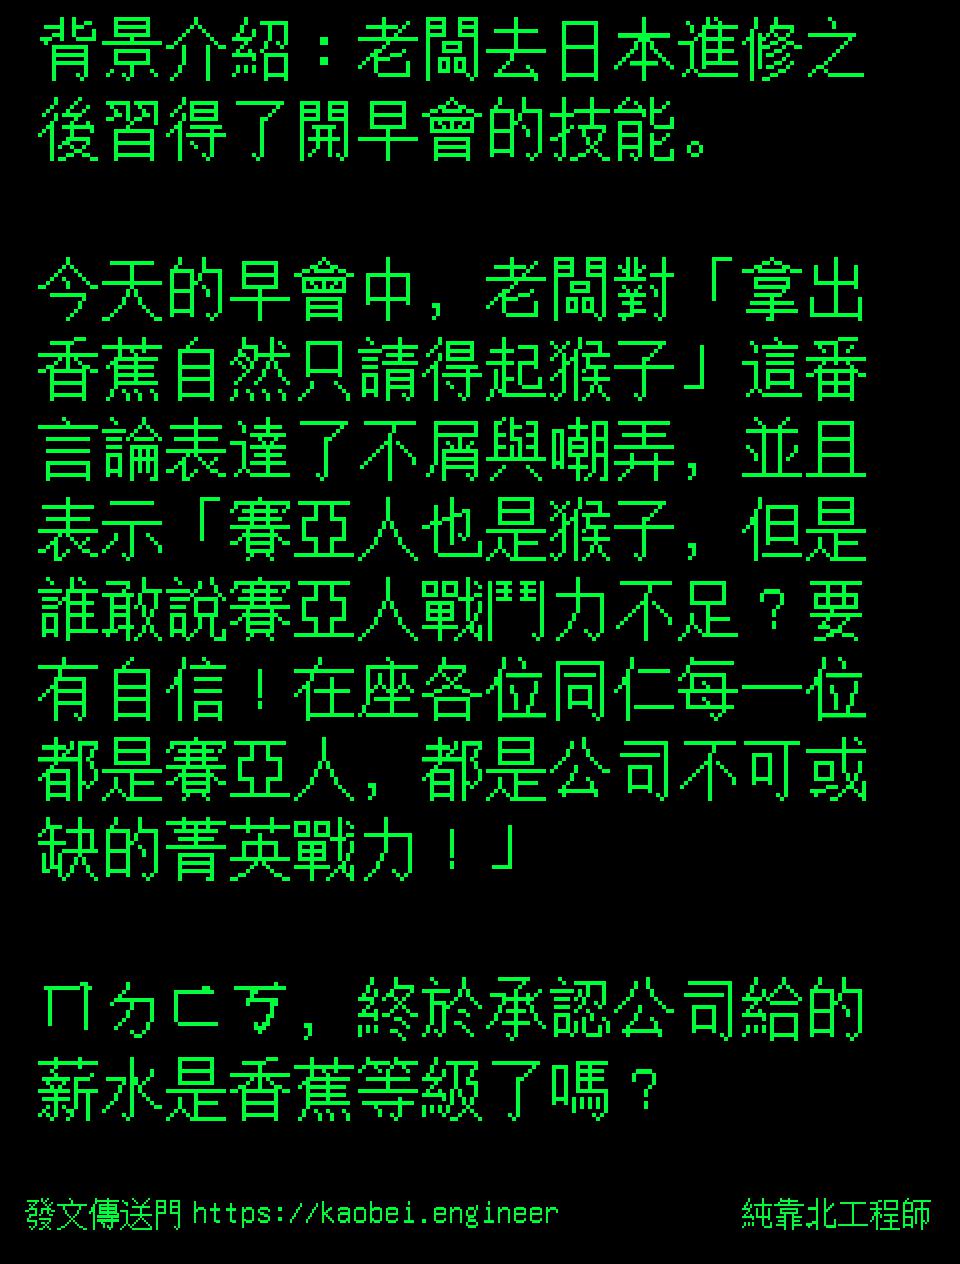 背景介紹：老闆去日本進修之
後習得了開早會的技能。
今天的早會中，老闆對「拿出
香蕉自然只請得起猴子」這番
言論表達了不屑與嘲弄，並且
表示「賽亞人也是猴子，但是
誰敢說賽亞人戰鬥力不足？要
有自信！在座各位同仁每一位
都是賽亞人，都是公司不可或
缺的菁英戰力！」
ㄇㄉㄈㄎ，終於承認公司給的
薪水是香蕉等級了嗎？
發文傳送門 https://kaobei.engineer
純靠北工程師